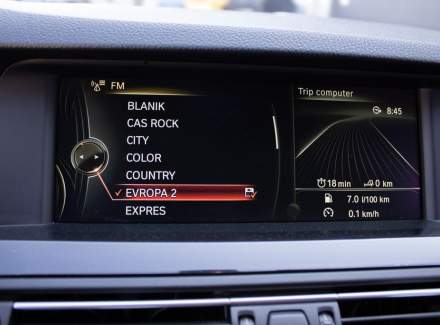 FM
BLANIK
CAS ROCK
CITY
COLOR
COUNTRY
EVROPA 2
EXPRES
Trip computer
8:45
18 min 0 km
7.0 l/100 km
0.1 km/h